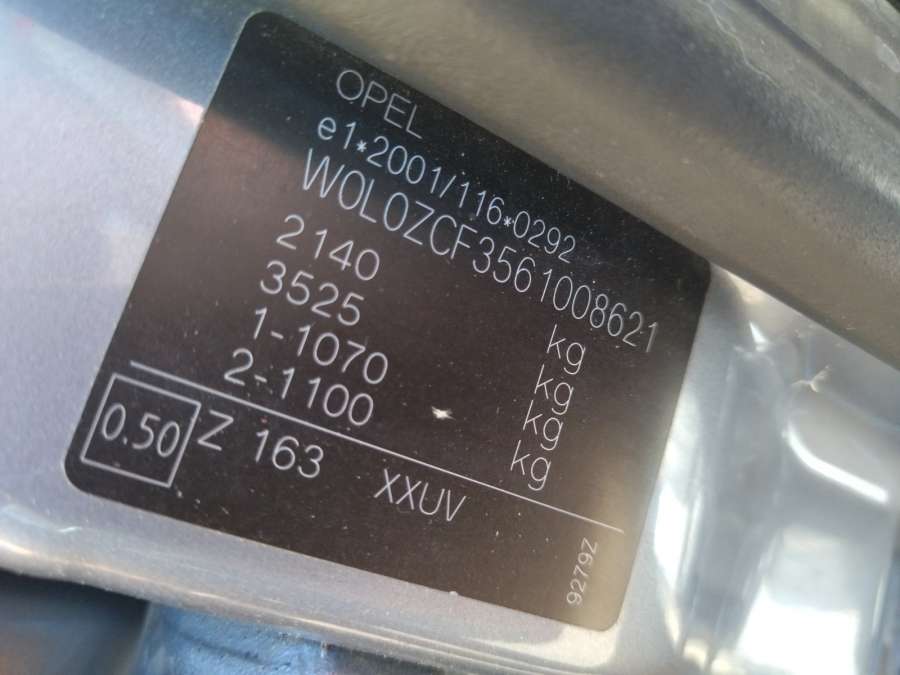 OPEL
e1*2001/116*0292
W0L0ZCF3561008621
2140 kg
3525 kg
1-1070 kg
2-1100 kg
0.50 Z 163 XXUV
9279Z